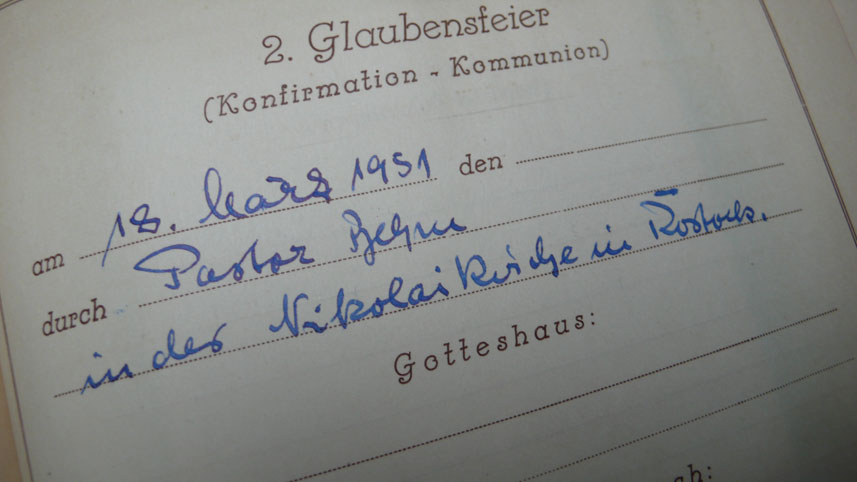 2. Glaubensfeier
(Konfirmation - Kommunion)
am 18. März 1951 den
durch Pastor
in der Nikolaikirche in Rostock.
Gotteshaus: